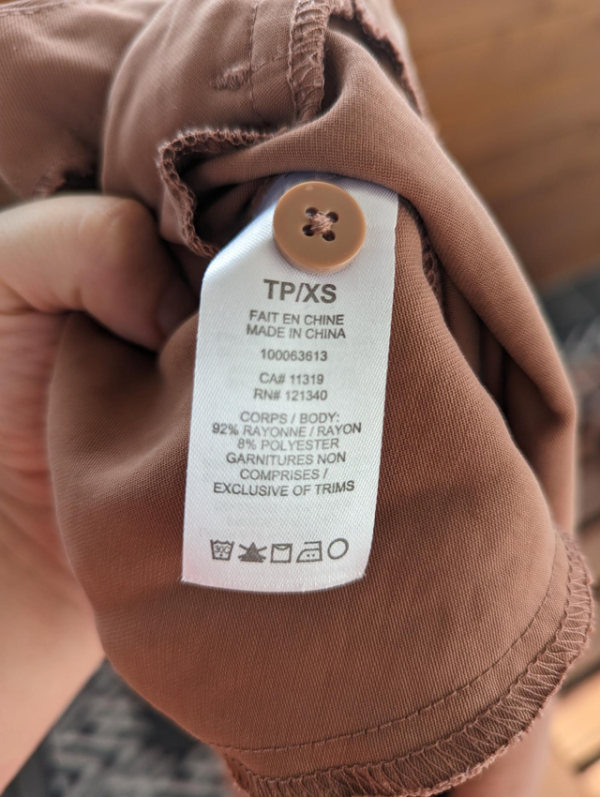 TP/XS
FAIT EN CHINE
MADE IN CHINA
100063613
CA# 11319
RN# 121340
CORPS / BODY:
92% RAYONNE / RAYON
8% POLYESTER
GARNITURES NON
COMPRISES /
EXCLUSIVE OF TRIMS